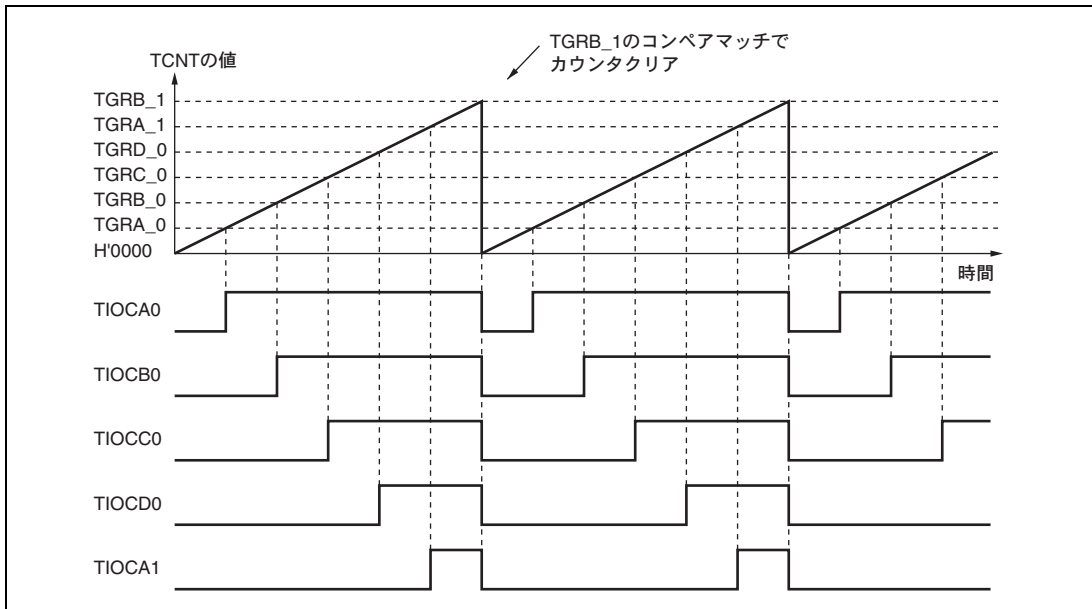 TGRB_1のコンペアマッチで
カウンタクリア
TCNTの値
TGRB_1
TGRA_1
TGRD_0
TGRC_0
TGRB_0
TGRA_0
H'0000
時間
TIOCA0
TIOCB0
TIOCC0
TIOCD0
TIOCA1